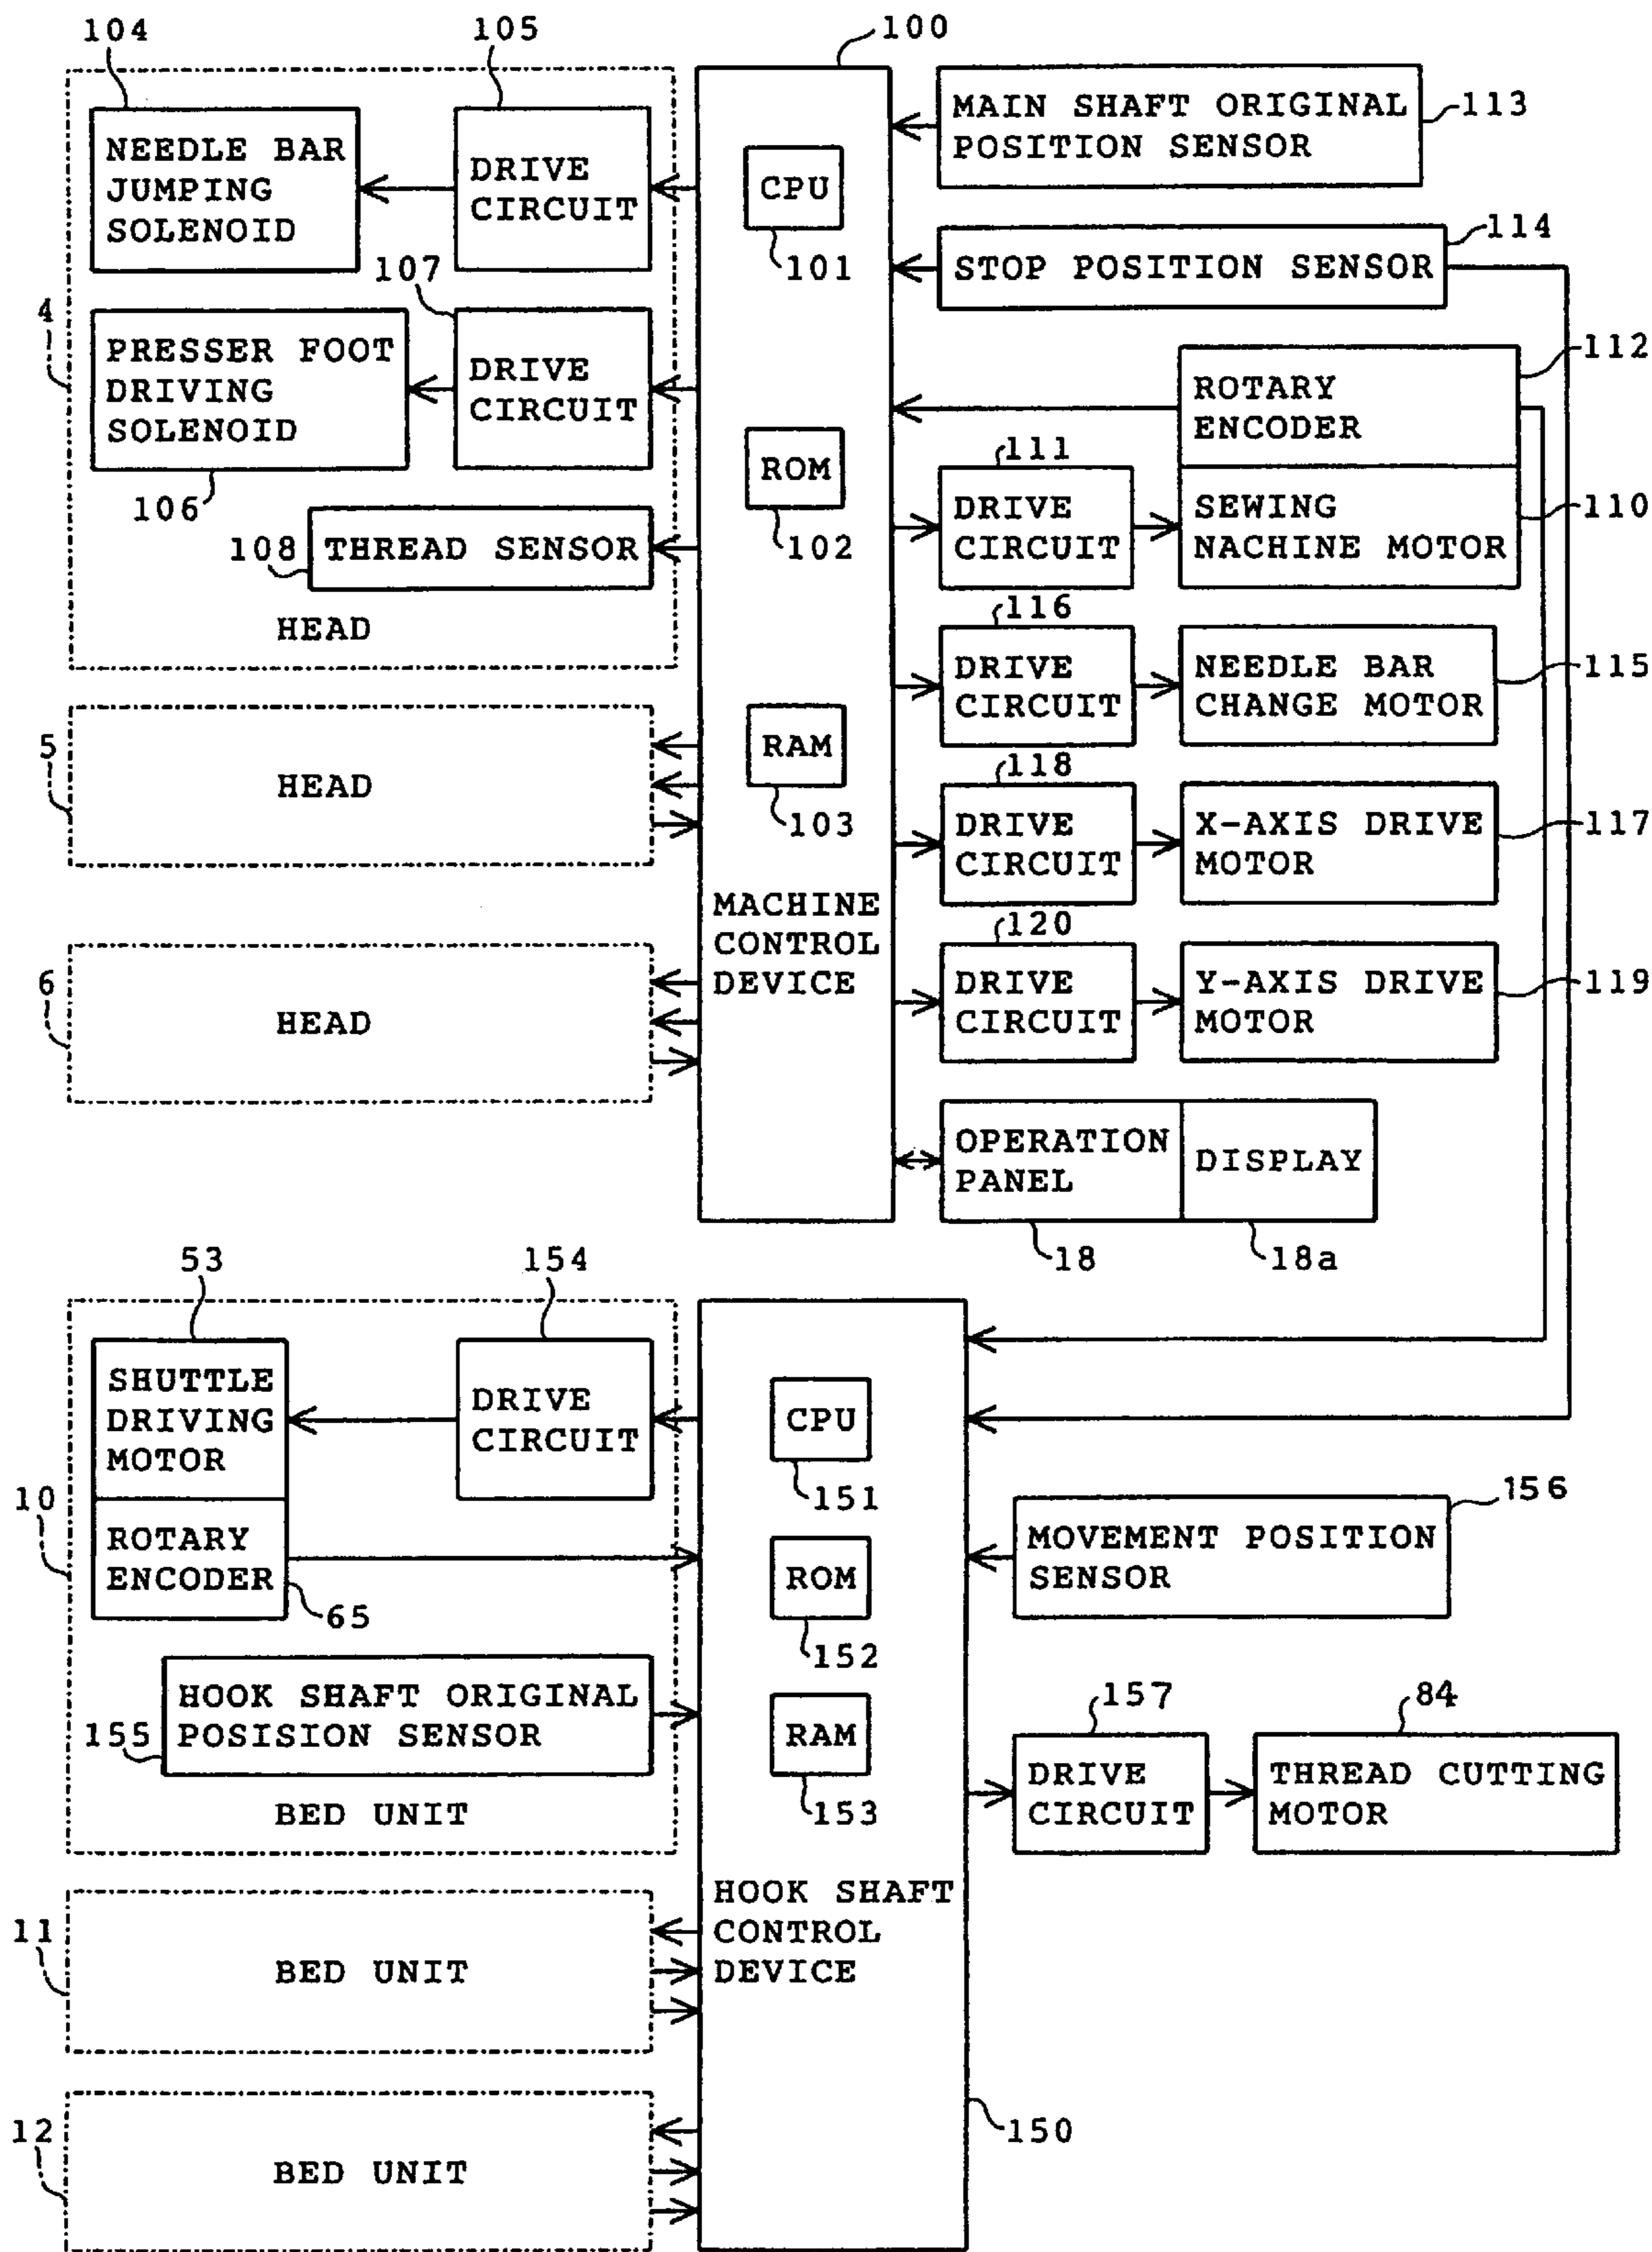 104
105
100
NEEDLE BAR
JUMPING
SOLENOID
DRIVE
CIRCUIT
CPU
101
MAIN SHAFT ORIGINAL
POSITION SENSOR
113
114
STOP POSITION SENSOR
107
4
PRESSER FOOT
DRIVING
SOLENOID
106
DRIVE
CIRCUIT
ROM
102
112
ROTARY
ENCODER
111
DRIVE
CIRCUIT
SEWING
NACHINE MOTOR
110
108
THREAD SENSOR
HEAD
116
DRIVE
CIRCUIT
NEEDLE BAR
CHANGE MOTOR
115
5
HEAD
RAM
103
118
DRIVE
CIRCUIT
X-AXIS DRIVE
MOTOR
117
MACHINE
CONTROL
DEVICE
6
HEAD
120
DRIVE
CIRCUIT
Y-AXIS DRIVE
MOTOR
119
OPERATION
PANEL
DISPLAY
18
18a
53
154
SHUTTLE
DRIVING
MOTOR
DRIVE
CIRCUIT
CPU
151
10
ROTARY
ENCODER
65
ROM
152
156
MOVEMENT POSITION
SENSOR
155
HOOK SHAFT ORIGINAL
POSISION SENSOR
RAM
153
BED UNIT
157
84
DRIVE
CIRCUIT
THREAD CUTTING
MOTOR
11
BED UNIT
HOOK SHAFT
CONTROL
DEVICE
12
BED UNIT
150